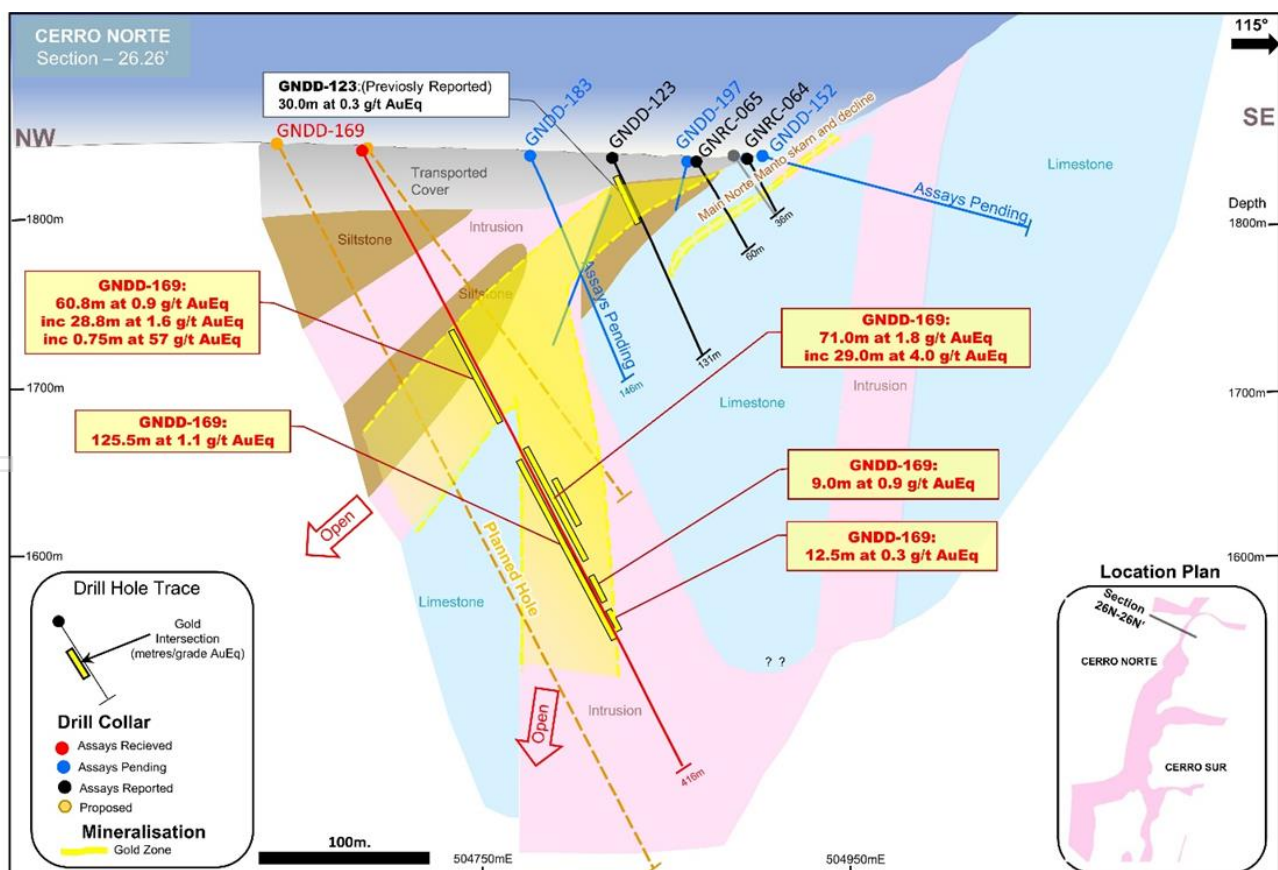 CERRO NORTE
Section – 26.26'
115°
NW
SE
GNDD-123:(Previosly Reported)
30.0m at 0.3 g/t AuEq
GNDD-169
GNDD-183
GNDD-123
GNDD-197
GNRC-065
GNRC-064
GNDD-152
Main Norte Manto skarn and decline
Limestone
Transported
Cover
Assays Pending
1800m
Depth
1800m
Siltstone
Intrusion
36m
60m
Siltstone
Assays Pending
131m
146m
GNDD-169:
60.8m at 0.9 g/t AuEq
inc 28.8m at 1.6 g/t AuEq
inc 0.75m at 57 g/t AuEq
GNDD-169:
71.0m at 1.8 g/t AuEq
inc 29.0m at 4.0 g/t AuEq
1700m
1700m
Limestone
Intrusion
GNDD-169:
125.5m at 1.1 g/t AuEq
GNDD-169:
9.0m at 0.9 g/t AuEq
Open
Planned Hole
GNDD-169:
12.5m at 0.3 g/t AuEq
1600m
1600m
Limestone
? ?
Intrusion
Open
416m
Drill Hole Trace
Gold
Intersection
(metres/grade AuEq)
Drill Collar
Assays Recieved
Assays Pending
Assays Reported
Proposed
Mineralisation
Gold Zone
100m.
504750mE
504950mE
Location Plan
Section
26N-26N'
CERRO NORTE
CERRO SUR